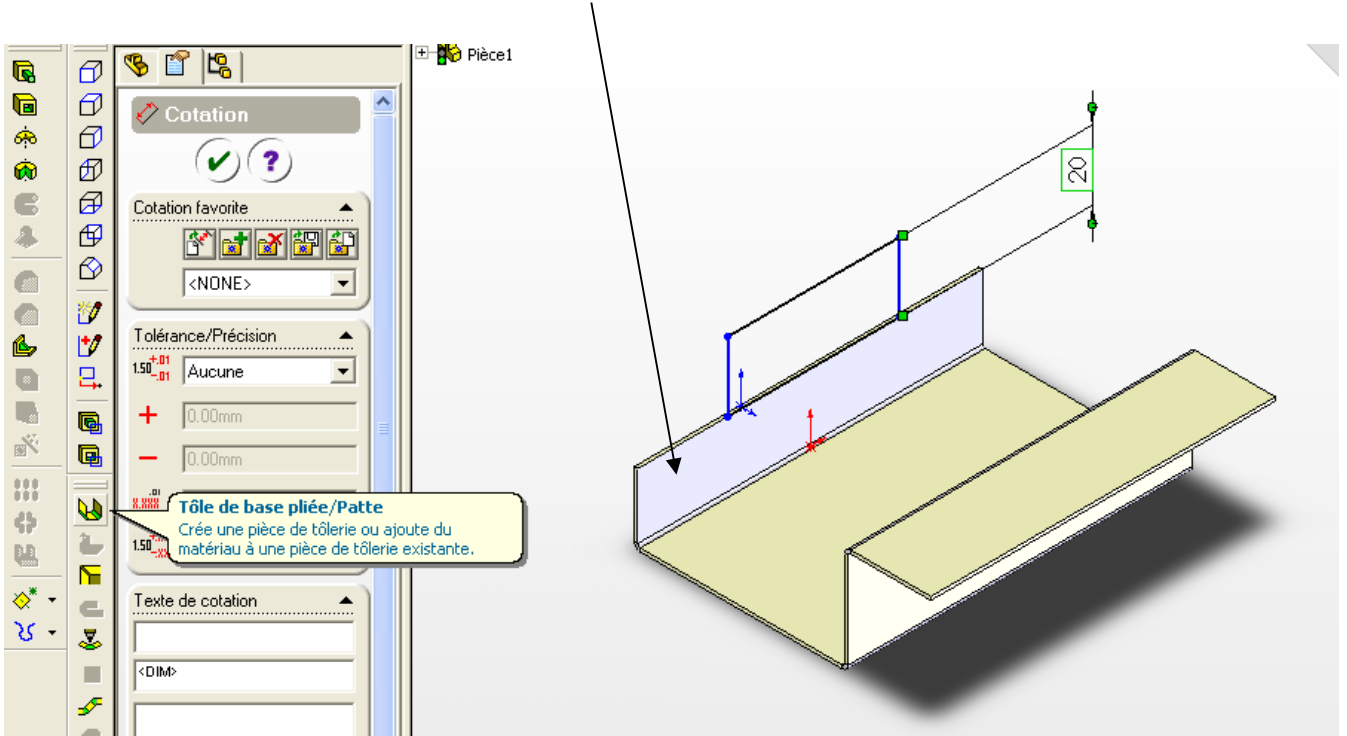 Pièce1
Cotation
Cotation favorite
<NONE>
Tolérance/Précision
1.50 +.01 -.01
Aucune
0.00mm
0.00mm
Tôle de base pliée/Patte
Crée une pièce de tôlerie ou ajoute du
matériau à une pièce de tôlerie existante.
1.50
Texte de cotation
<DIM>
20